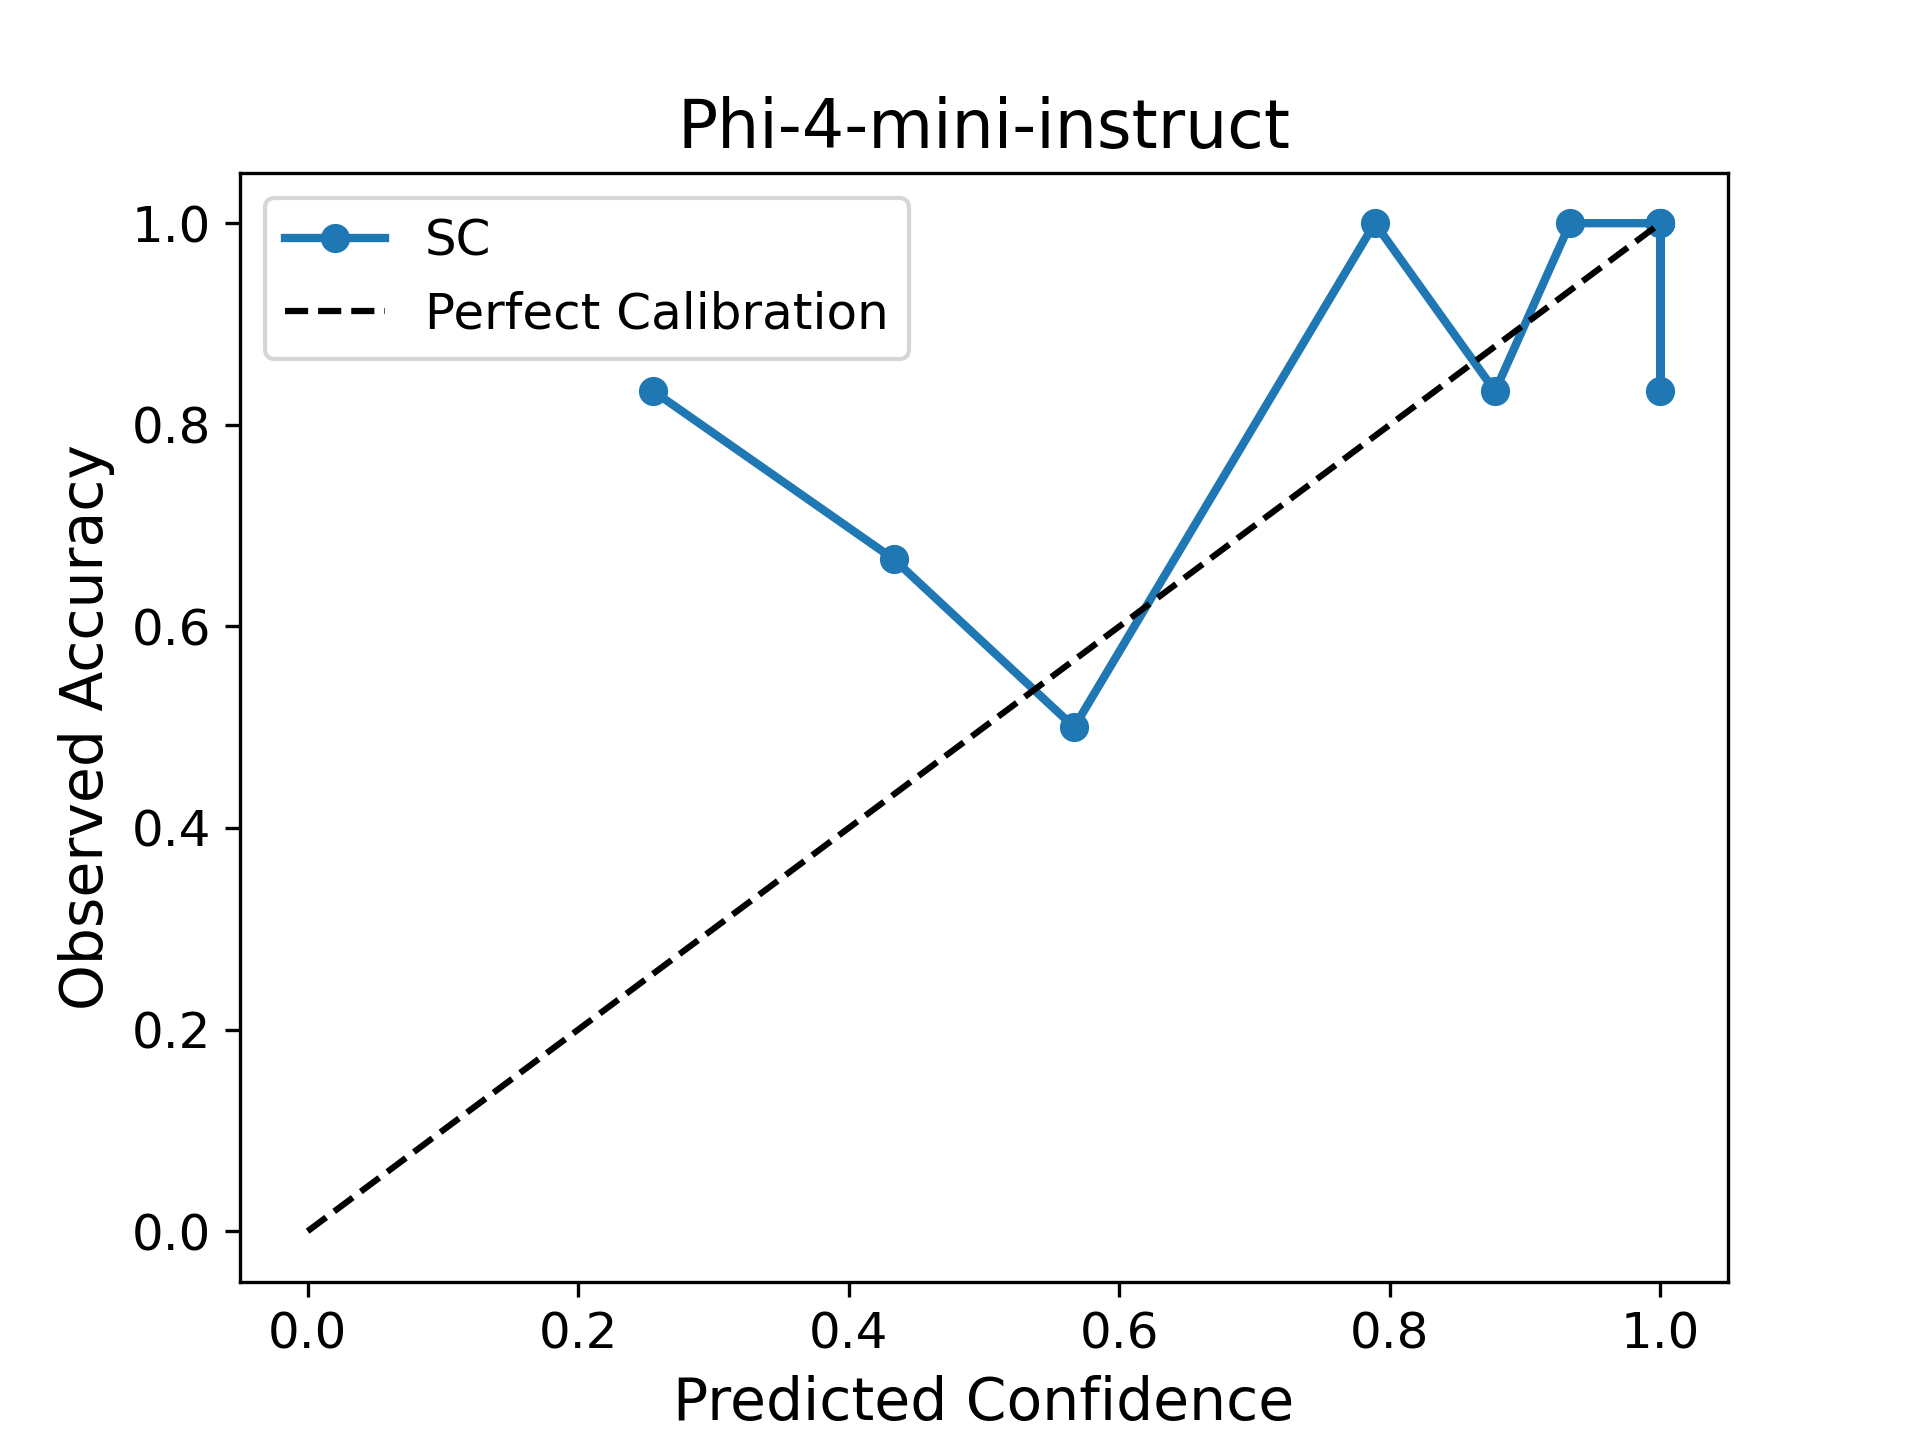 Phi-4-mini-instruct
SC
Perfect Calibration
Observed Accuracy
1.0
0.8
0.6
0.4
0.2
0.0
0.0 0.2 0.4 0.6 0.8 1.0
Predicted Confidence